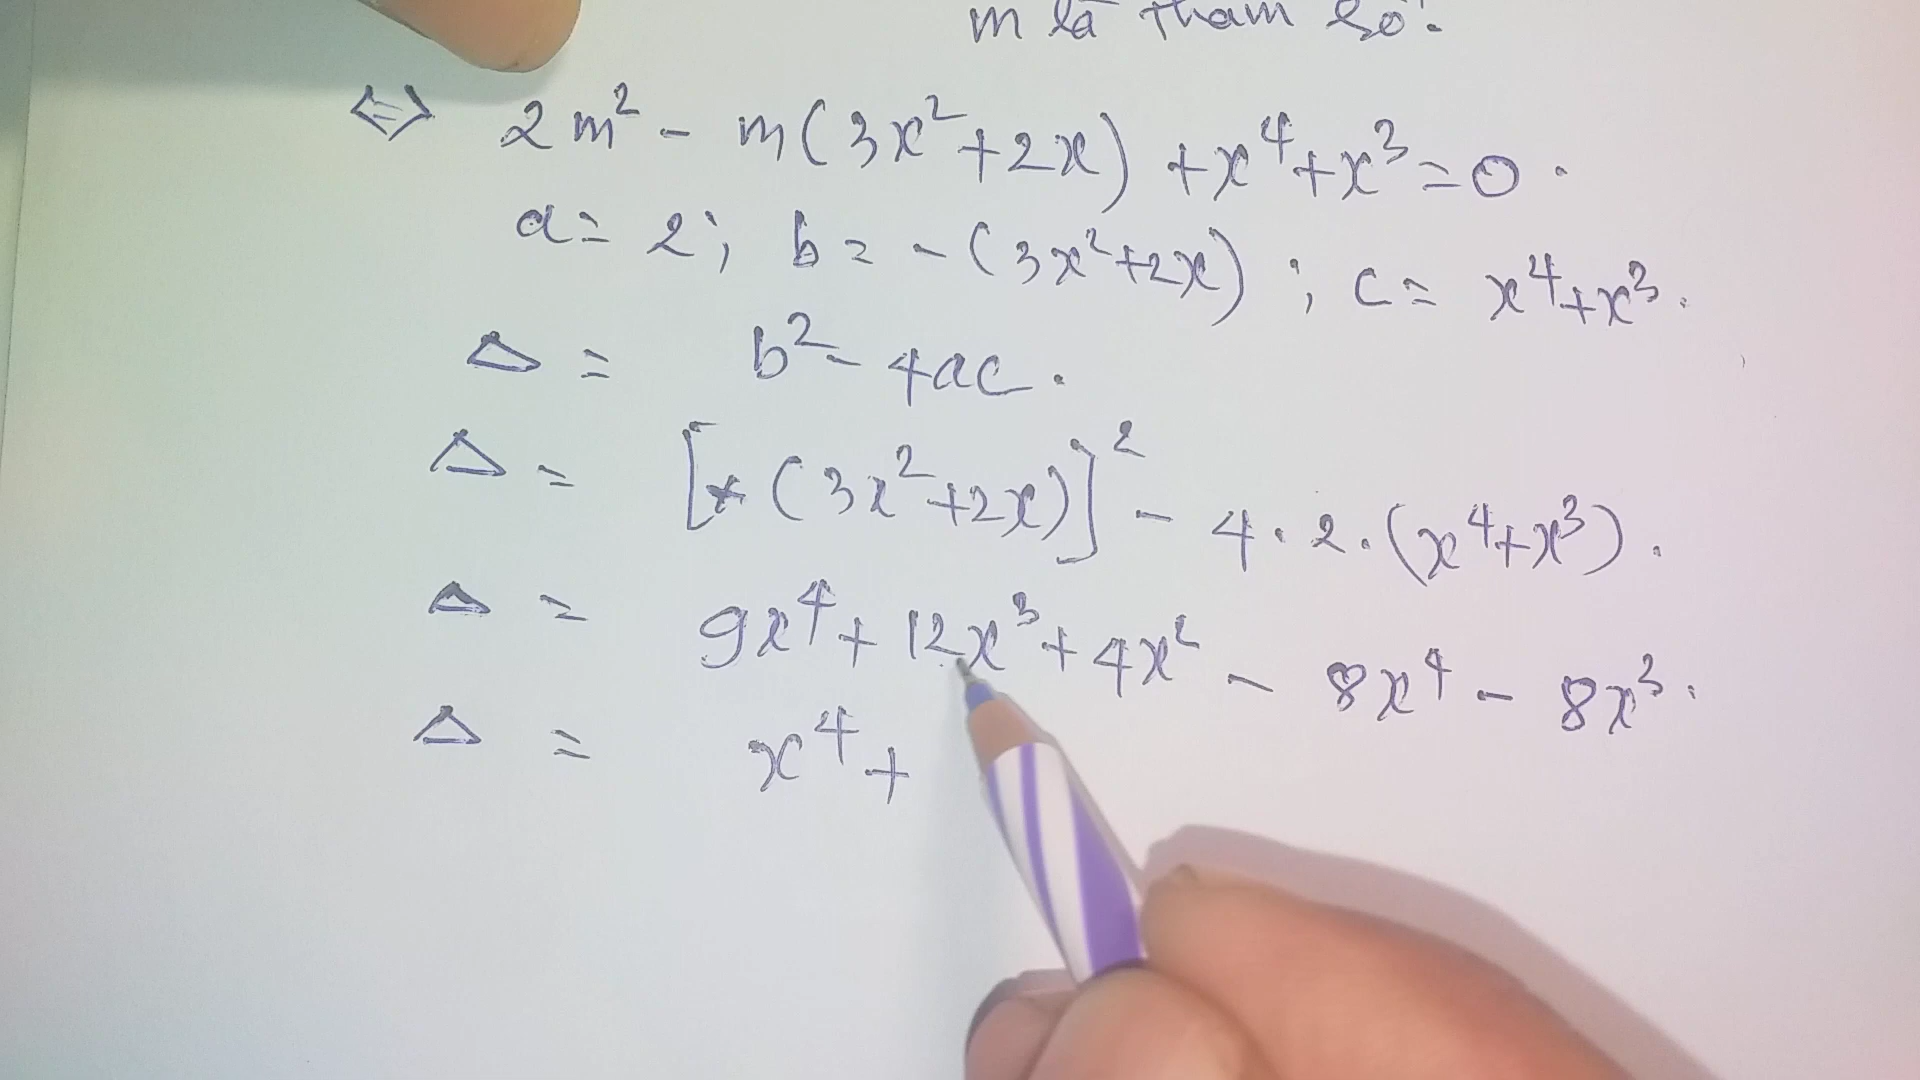 m là tham số.
<=> 2m² - m(3x²+2x) + x⁴+x³=0.
a = 2; b = -(3x²+2x); c = x⁴+x³.
Δ = b² - 4ac.
Δ = [-(3x²+2x)]² - 4.2.(x⁴+x³).
Δ = 9x⁴ + 12x³ + 4x² - 8x⁴ - 8x³.
Δ = x⁴ +